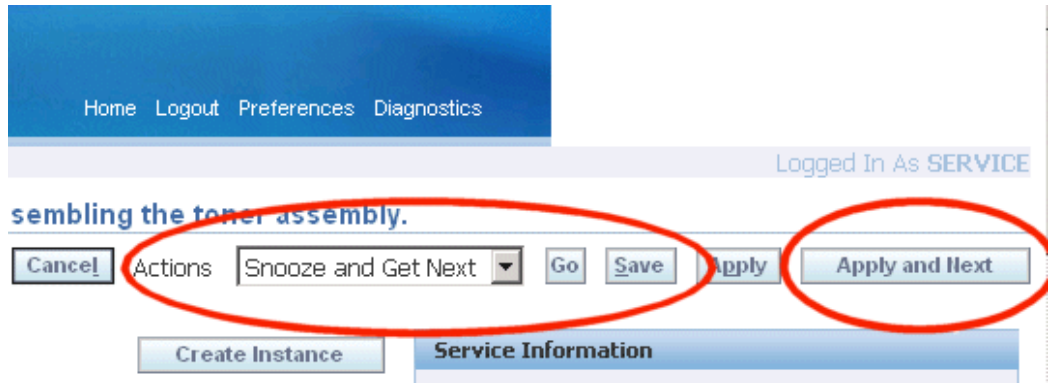 Home Logout Preferences Diagnostics
Logged In As SERVICE
sembling the toner assembly.
Cancel Actions Snooze and Get Next Go Save Apply Apply and Next
Create Instance Service Information